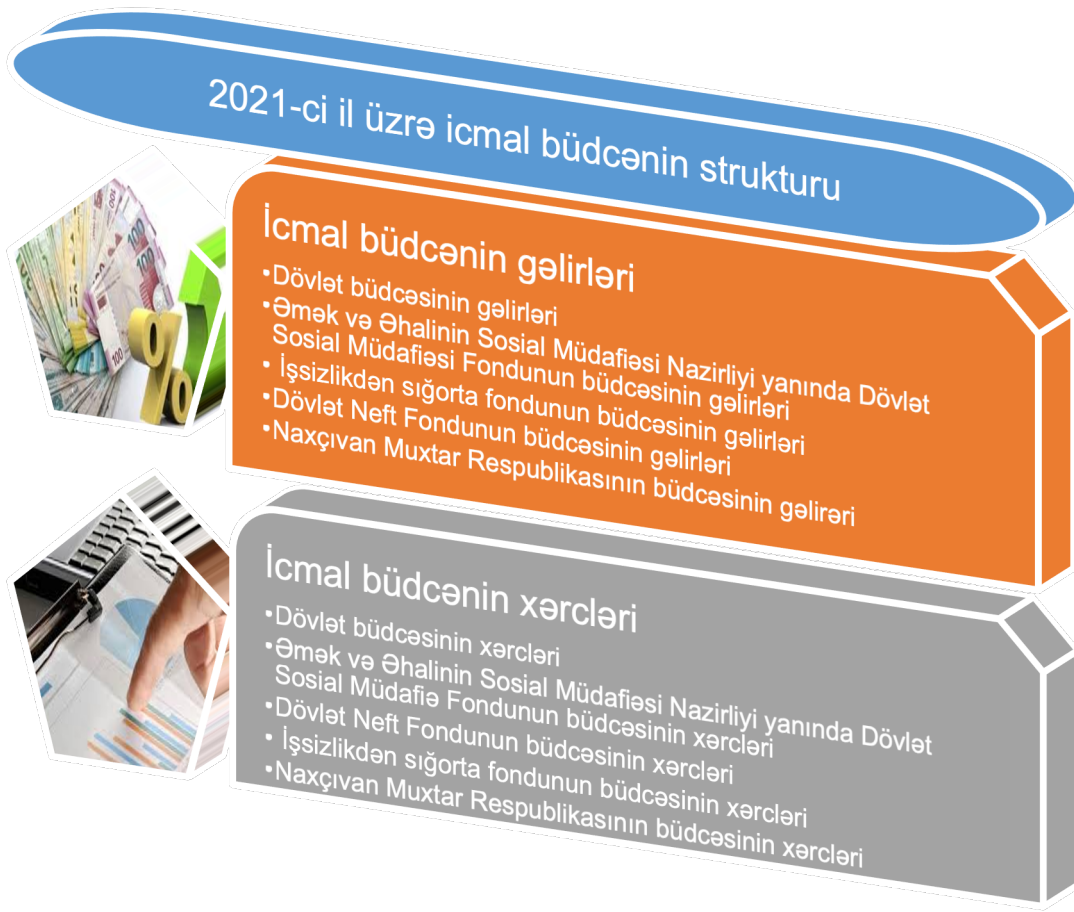 2021-ci il üzrə icmal büdcənin strukturu
İcmal büdcənin gəlirləri
•Dövlət büdcəsinin gəlirləri
•Əmək və Əhalinin Sosial Müdafiəsi Nazirliyi yanında Dövlət
Sosial Müdafiəsi Fondunun büdcəsinin gəlirləri
• İşsizlikdən sığorta fondunun büdcəsinin gəlirləri
•Dövlət Neft Fondunun büdcəsinin gəlirləri
•Naxçıvan Muxtar Respublikasının büdcəsinin gəlirəri
İcmal büdcənin xərcləri
•Dövlət büdcəsinin xərcləri
•Əmək və Əhalinin Sosial Müdafiəsi Nazirliyi yanında Dövlət
Sosial Müdafiə Fondunun büdcəsinin xərcləri
•Dövlət Neft Fondunun büdcəsinin xərcləri
• İşsizlikdən sığorta fondunun büdcəsinin xərcləri
•Naxçıvan Muxtar Respublikasının büdcəsinin xərcləri
100
100
100
%